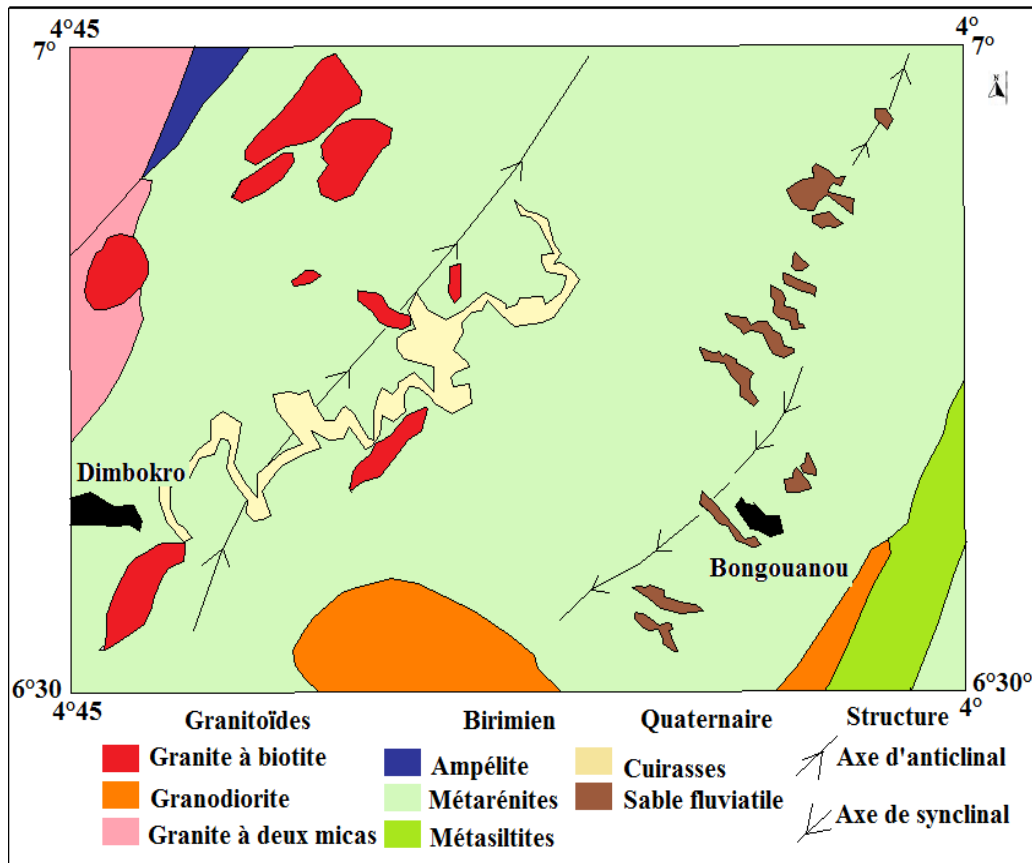 4°45
4°
7°
7°
N
Dimbokro
Bongouanou
6°30
6°30°
4°45
4°
Granitoïdes
Birimien
Quaternaire
Structure
Granite à biotite
Ampélite
Cuirasses
Axe d'anticlinal
Granodiorite
Métarénites
Sable fluviatile
Granite à deux micas
Métasiltites
Axe de synclinal